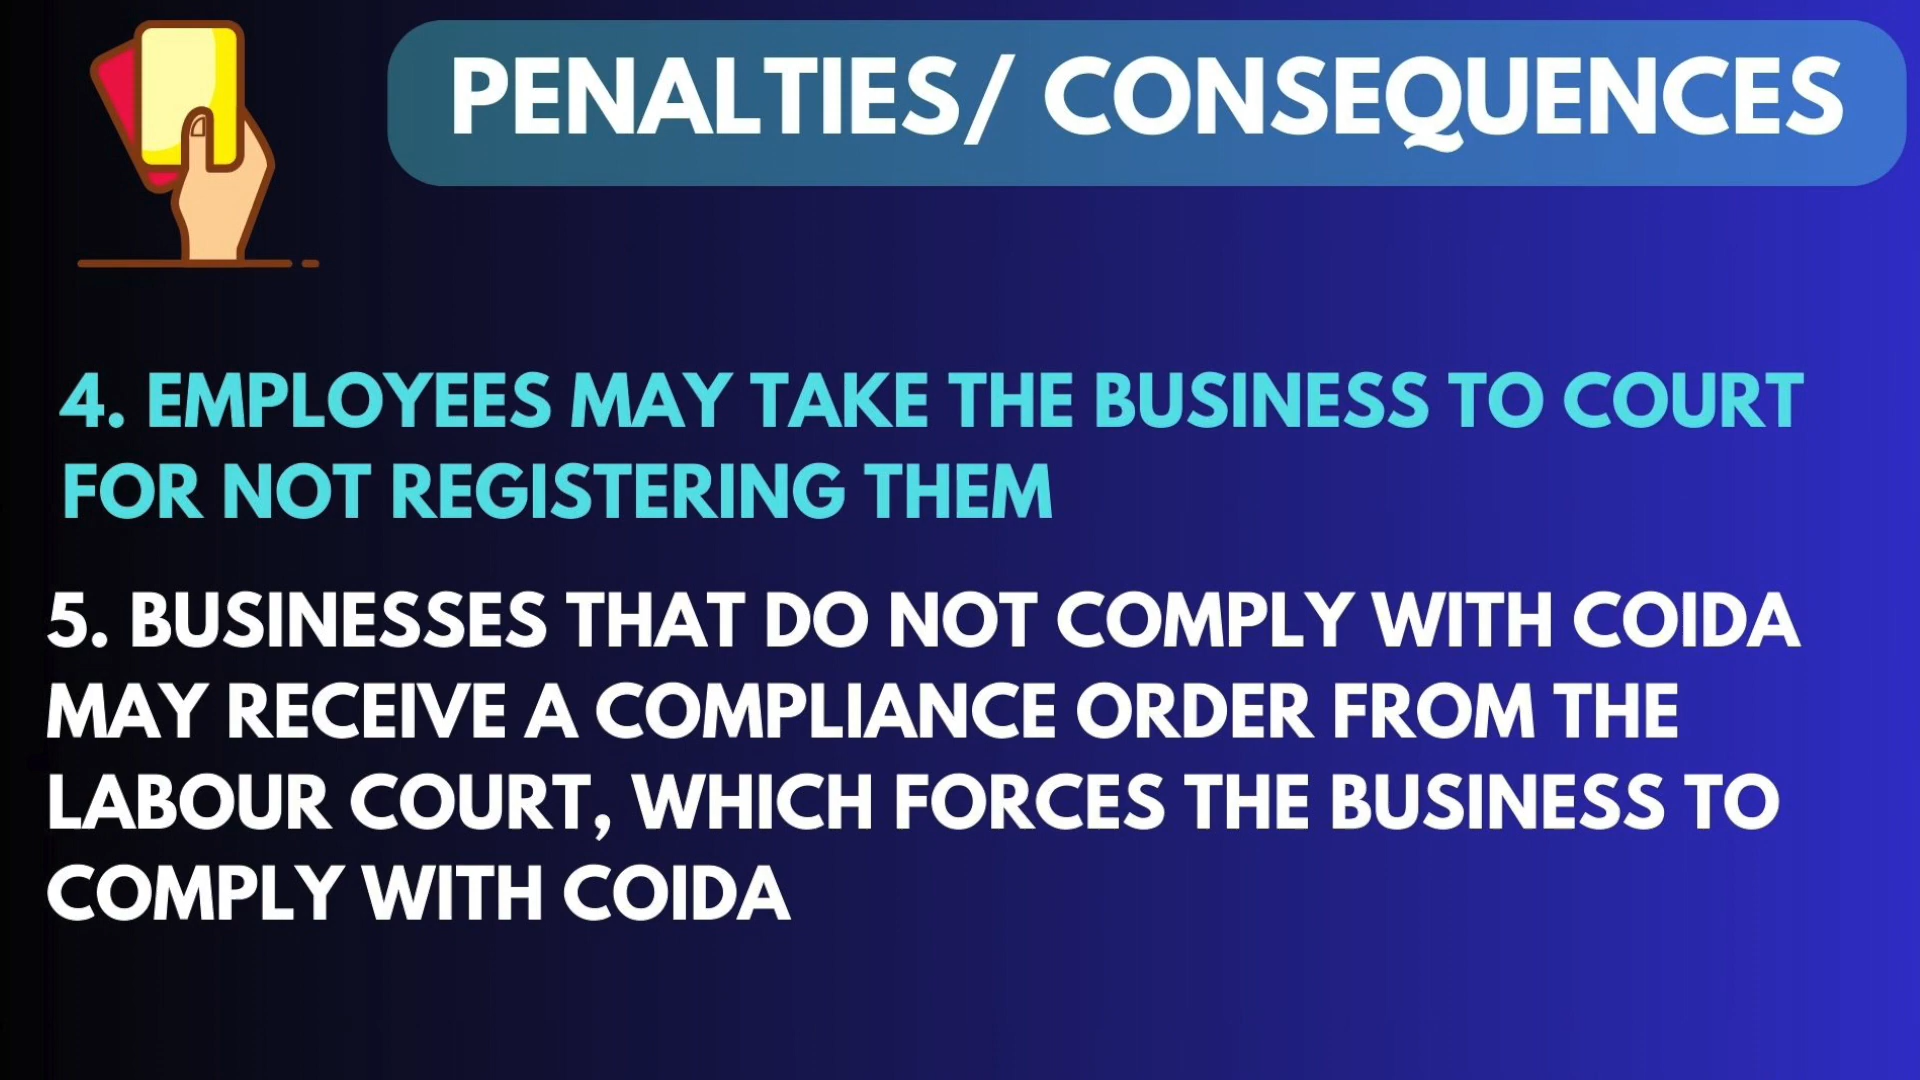 PENALTIES/ CONSEQUENCES
4. EMPLOYEES MAY TAKE THE BUSINESS TO COURT
FOR NOT REGISTERING THEM
5. BUSINESSES THAT DO NOT COMPLY WITH COIDA
MAY RECEIVE A COMPLIANCE ORDER FROM THE
LABOUR COURT, WHICH FORCES THE BUSINESS TO
COMPLY WITH COIDA